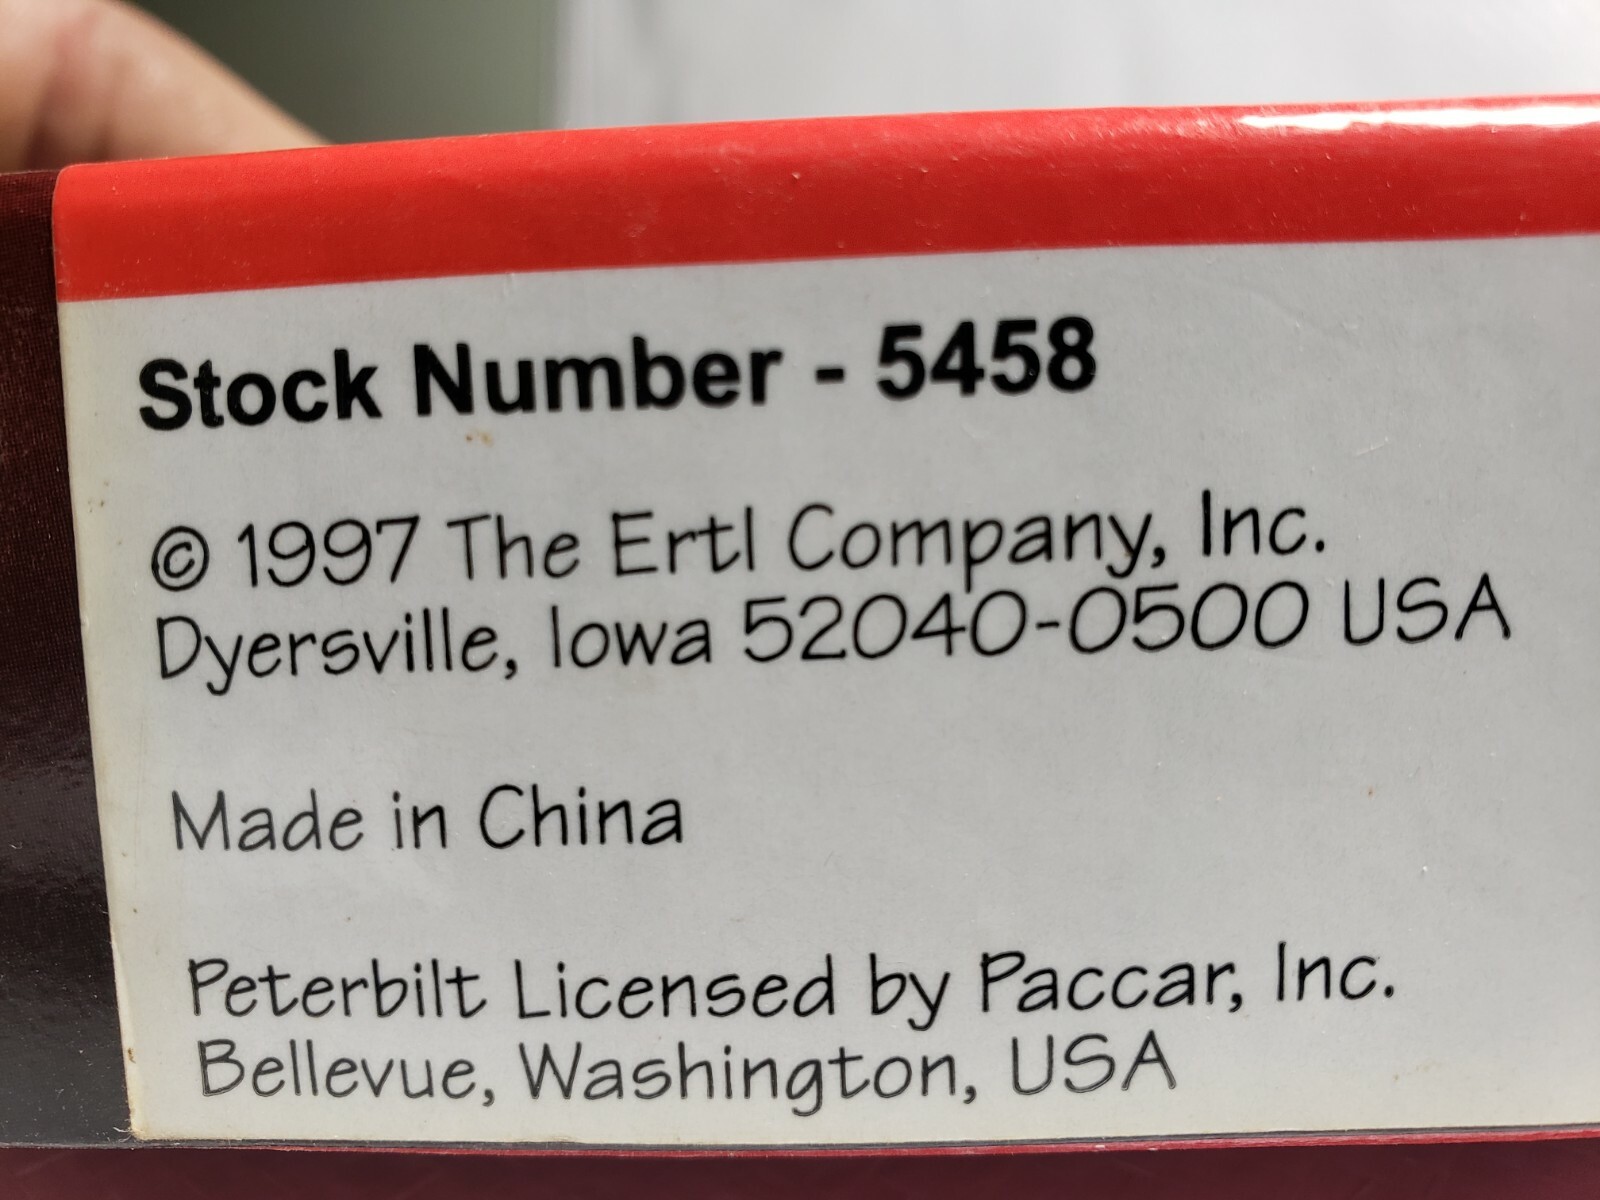 Stock Number - 5458
© 1997 The Ertl Company, Inc.
Dyersville, Iowa 52040-0500 USA
Made in China
Peterbilt Licensed by Paccar, Inc.
Bellevue, Washington, USA